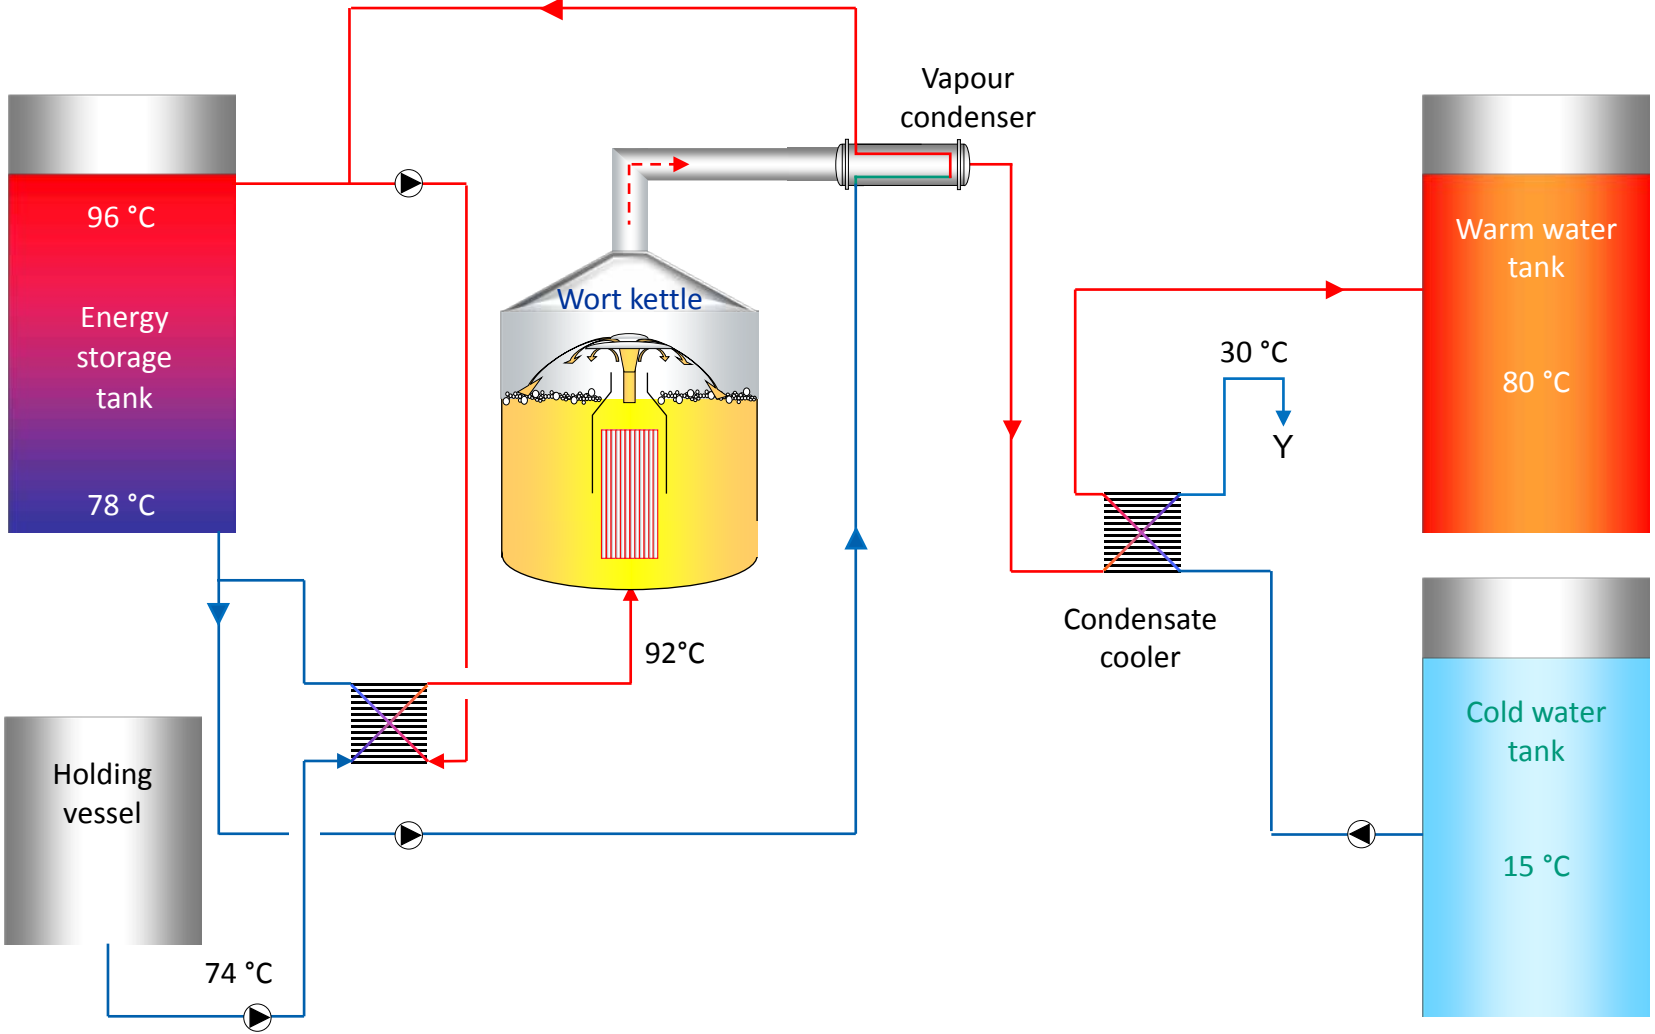 Vapour
condenser
96 °C
Energy
storage
tank
78 °C
Wort kettle
Warm water
tank
80 °C
30 °C
Y
Condensate
cooler
92°C
Cold water
tank
15 °C
Holding
vessel
74 °C